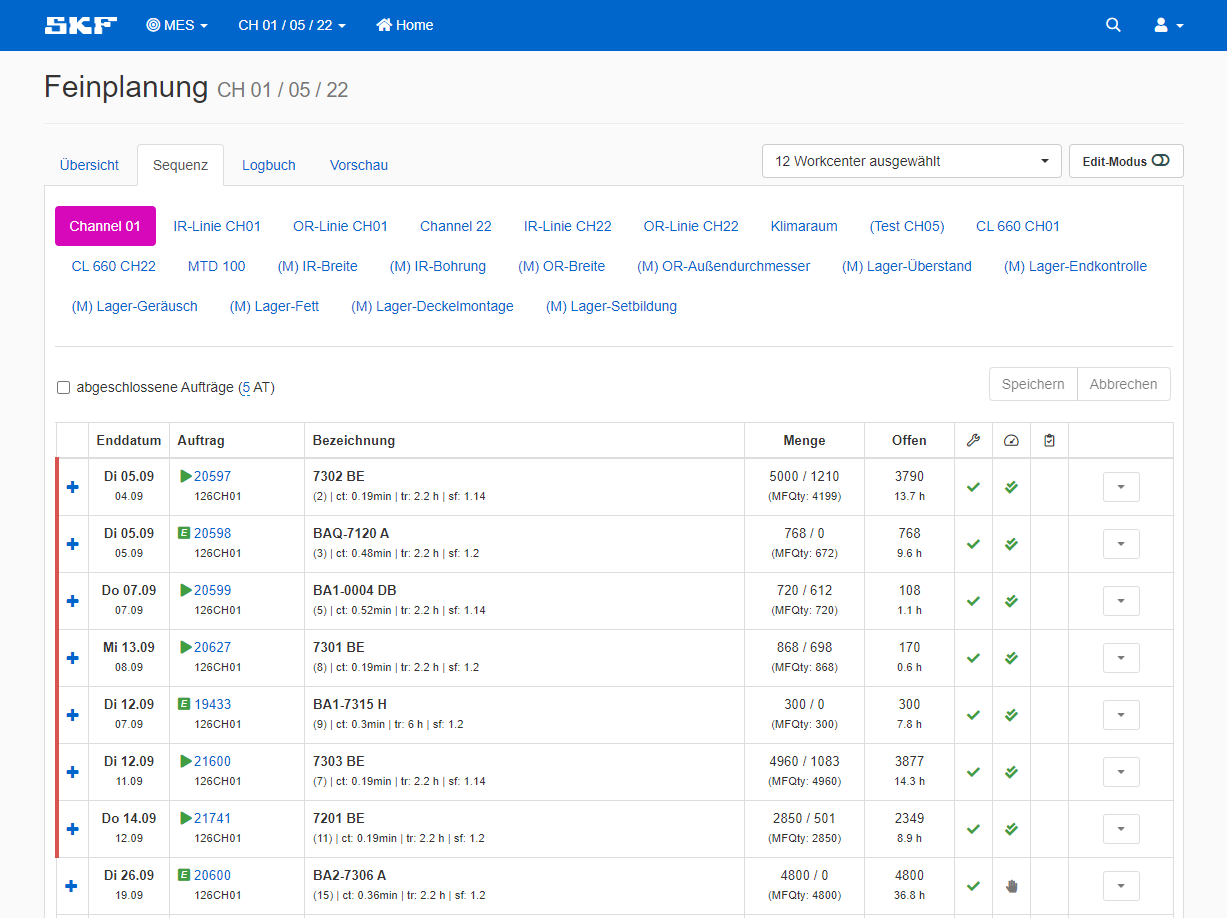 SKF MES CH 01 / 05 / 22 Home
Feinplanung CH 01 / 05 / 22
Übersicht Sequenz Logbuch Vorschau 12 Workcenter ausgewählt Edit-Modus
Channel 01 IR-Linie CH01 OR-Linie CH01 Channel 22 IR-Linie CH22 OR-Linie CH22 Klimaraum (Test CH05) CL 660 CH01
CL 660 CH22 MTD 100 (M) IR-Breite (M) IR-Bohrung (M) OR-Breite (M) OR-Außendurchmesser (M) Lager-Überstand (M) Lager-Endkontrolle
(M) Lager-Geräusch (M) Lager-Fett (M) Lager-Deckelmontage (M) Lager-Setbildung
abgeschlossene Aufträge (5 AT) Speichern Abbrechen
Enddatum Auftrag Bezeichnung Menge Offen
Di 05.09 20597 7302 BE 5000 / 1210 3790
04.09 126CH01 (2) | ct: 0.19min | tr: 2.2 h | sf: 1.14 (MFQty: 4199) 13.7 h
Di 05.09 E 20598 BAQ-7120 A 768 / 0 768
05.09 126CH01 (3) | ct: 0.48min | tr: 2.2 h | sf: 1.2 (MFQty: 672) 9.6 h
Do 07.09 20599 BA1-0004 DB 720 / 612 108
07.09 126CH01 (5) | ct: 0.52min | tr: 2.2 h | sf: 1.14 (MFQty: 720) 1.1 h
Mi 13.09 20627 7301 BE 868 / 698 170
08.09 126CH01 (8) | ct: 0.19min | tr: 2.2 h | sf: 1.2 (MFQty: 868) 0.6 h
Di 12.09 E 19433 BA1-7315 H 300 / 0 300
07.09 126CH01 (9) | ct: 0.3min | tr: 6 h | sf: 1.2 (MFQty: 300) 7.8 h
Di 12.09 21600 7303 BE 4960 / 1083 3877
11.09 126CH01 (7) | ct: 0.19min | tr: 2.2 h | sf: 1.14 (MFQty: 4960) 14.3 h
Do 14.09 21741 7201 BE 2850 / 501 2349
12.09 126CH01 (11) | ct: 0.19min | tr: 2.2 h | sf: 1.2 (MFQty: 2850) 8.9 h
Di 26.09 E 20600 BA2-7306 A 4800 / 0 4800
19.09 126CH01 (15) | ct: 0.36min | tr: 2.2 h | sf: 1.2 (MFQty: 4800) 36.8 h